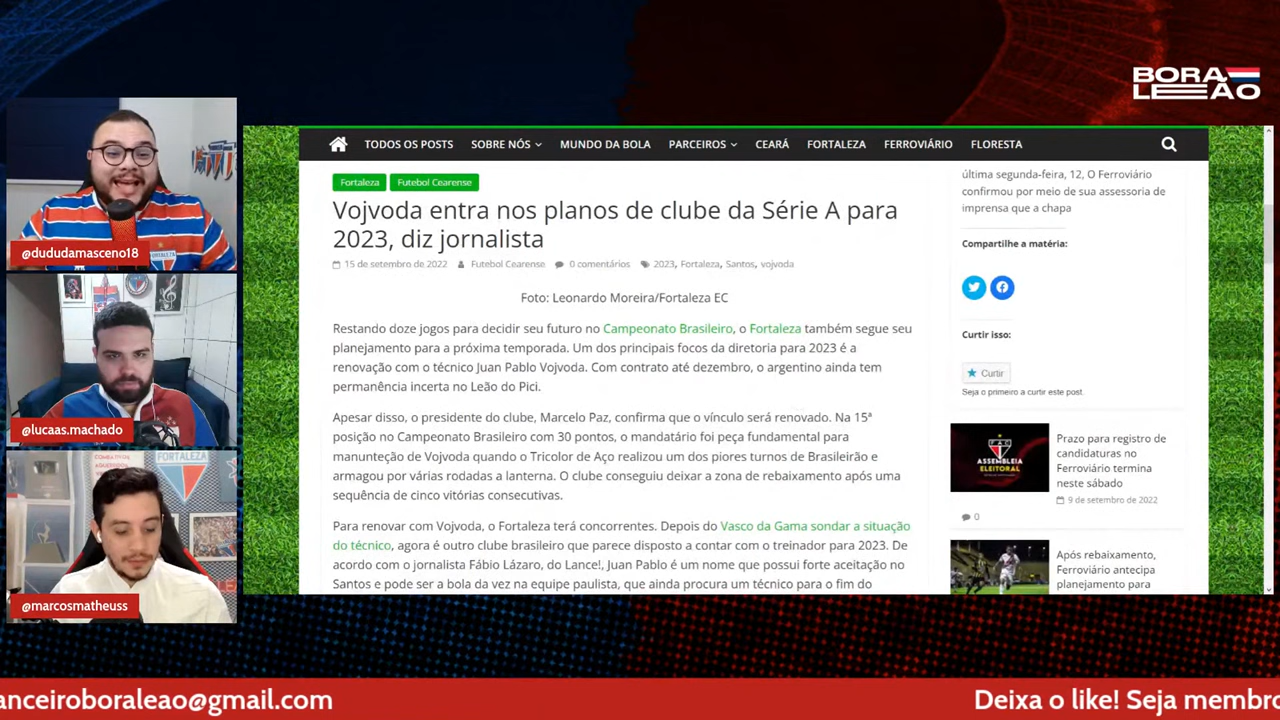 BORA
LEÃO
TODOS OS POSTS SOBRE NÓS MUNDO DA BOLA PARCEIROS CEARÁ FORTALEZA FERROVIÁRIO FLORESTA
Fortaleza Futebol Cearense
Vojvoda entra nos planos de clube da Série A para
2023, diz jornalista
15 de setembro de 2022 Futebol Cearense 0 comentários 2023, Fortaleza, Santos, vojvoda
Foto: Leonardo Moreira/Fortaleza EC
Restando doze jogos para decidir seu futuro no Campeonato Brasileiro, o Fortaleza também segue seu
planejamento para a próxima temporada. Um dos principais focos da diretoria para 2023 é a
renovação com o técnico Juan Pablo Vojvoda. Com contrato até dezembro, o argentino ainda tem
permanência incerta no Leão do Pici.
Apesar disso, o presidente do clube, Marcelo Paz, confirma que o vínculo será renovado. Na 15ª
posição no Campeonato Brasileiro com 30 pontos, o mandatário foi peça fundamental para
manunteção de Vojvoda quando o Tricolor de Aço realizou um dos piores turnos de Brasileirão e
armagou por várias rodadas a lanterna. O clube conseguiu deixar a zona de rebaixamento após uma
sequência de cinco vitórias consecutivas.
Para renovar com Vojvoda, o Fortaleza terá concorrentes. Depois do Vasco da Gama sondar a situação
do técnico, agora é outro clube brasileiro que parece disposto a contar com o treinador para 2023. De
acordo com o jornalista Fábio Lázaro, do Lance!, Juan Pablo é um nome que possui forte aceitação no
Santos e pode ser a bola da vez na equipe paulista, que ainda procura um técnico para o fim do
última segunda-feira, 12, O Ferroviário
confirmou por meio de sua assessoria de
imprensa que a chapa
Compartilhe a matéria:
Curtir isso:
Curtir
Seja o primeiro a curtir este post.
FAC
ASSEMBLEIA
ELEITORAL
Prazo para registro de
candidaturas no
Ferroviário termina
neste sábado
9 de setembro de 2022
0
Após rebaixamento,
Ferroviário antecipa
planejamento para
@dududamasceno18
@lucaas.machado
FORTALEZA
@marcosmatheuss
anceiroboraleao@gmail.com
Deixa o like! Seja membro